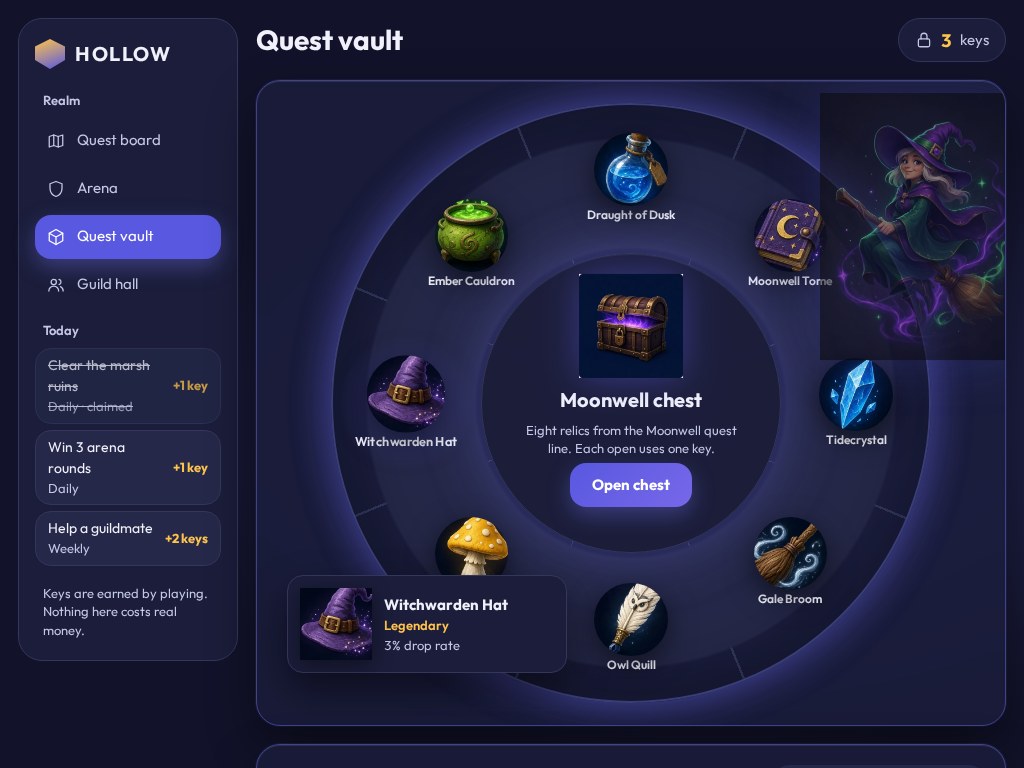 HOLLOW
Realm
Quest board
Arena
Quest vault
Guild hall
Today
Clear the marsh
ruins
Daily · claimed
+1 key
Win 3 arena
rounds
Daily
+1 key
Help a guildmate
Weekly
+2 keys
Keys are earned by playing.
Nothing here costs real
money.
Quest vault
3 keys
Draught of Dusk
Ember Cauldron
Moonwell Tome
Witchwarden Hat
Tidecrystal
Moonwell chest
Eight relics from the Moonwell quest
line. Each open uses one key.
Open chest
Gale Broom
Owl Quill
Witchwarden Hat
Legendary
3% drop rate